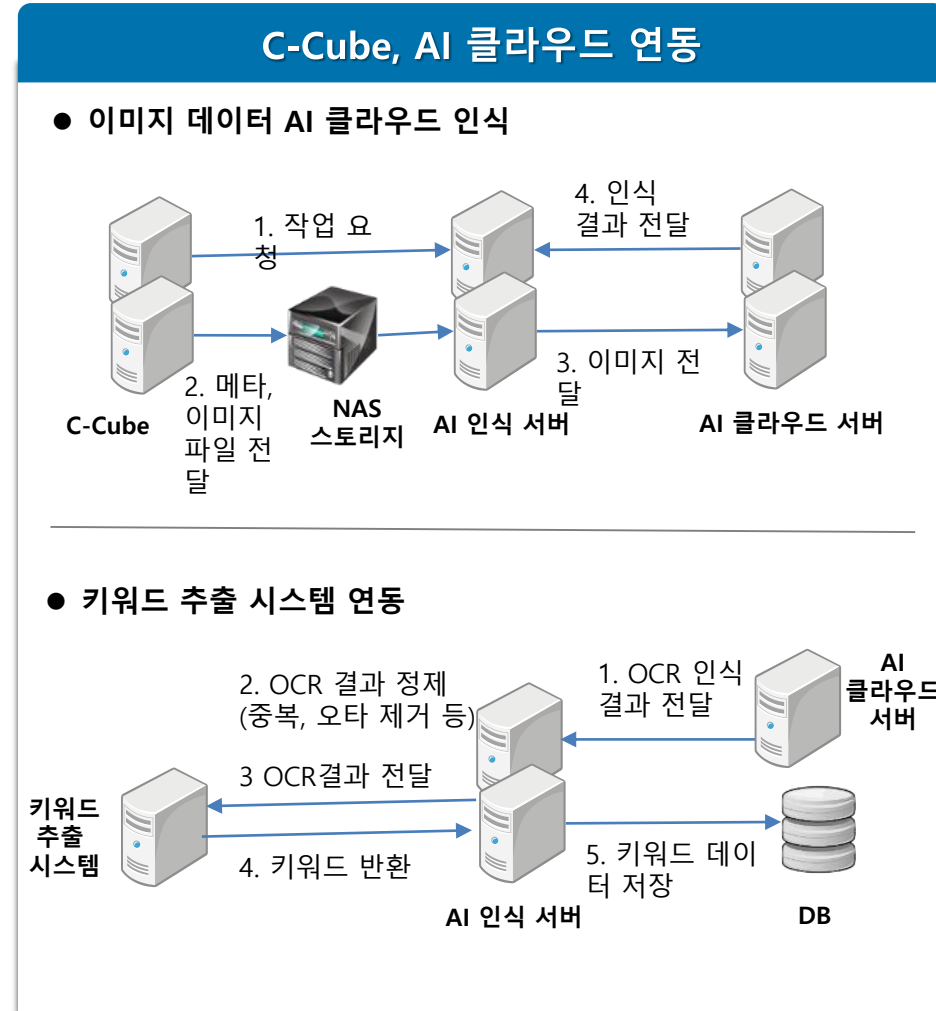 C-Cube, AI 클라우드 연동
● 이미지 데이터 AI 클라우드 인식
1. 작업 요
청
4. 인식
결과 전달
2. 메타,
이미지
파일 전
달
3. 이미지 전
달
C-Cube
NAS
스토리지
AI 인식 서버
AI 클라우드 서버
● 키워드 추출 시스템 연동
1. OCR 인식
결과 전달
AI
클라우드
서버
2. OCR 결과 정제
(중복, 오타 제거 등)
3 OCR결과 전달
키워드
추출
시스템
4. 키워드 반환
5. 키워드 데이
터 저장
AI 인식 서버
DB